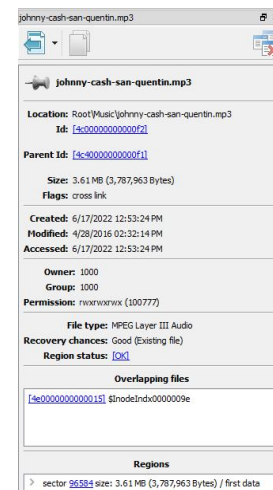 johnny-cash-san-quentin.mp3
johnny-cash-san-quentin.mp3
Location: Root\Music\johnny-cash-san-quentin.mp3
Id: [4c00000000000f2]
Parent Id: [4c40000000000f1]
Size: 3.61 MB (3,787,963 Bytes)
Flags: cross link
Created: 6/17/2022 12:53:24 PM
Modified: 4/28/2016 02:32:14 PM
Accessed: 6/17/2022 12:53:24 PM
Owner: 1000
Group: 1000
Permission: rwxrwxrwx (100777)
File type: MPEG Layer III Audio
Recovery chances: Good (Existing file)
Region status: [OK]
Overlapping files
[4e0000000000015] $InodeIndx0000009e
Regions
sector 96584 size: 3.61 MB (3,787,963 Bytes) / first data